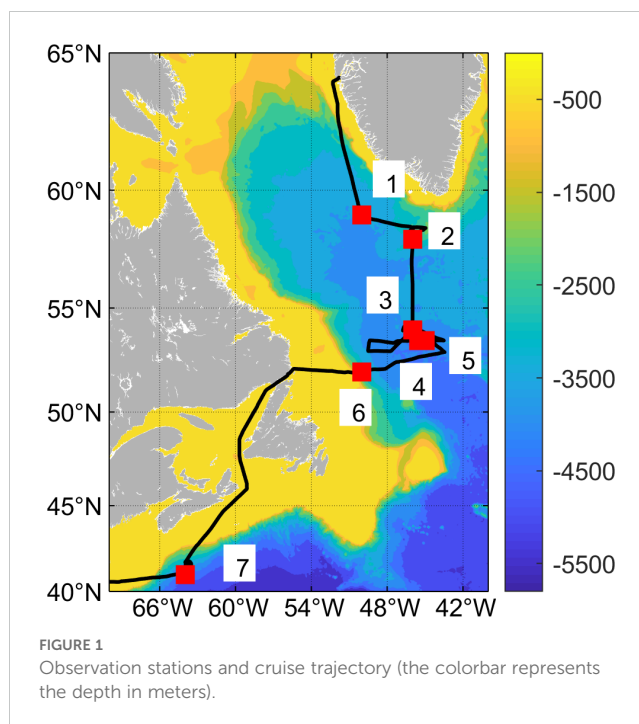 65°N
60°N
55°N
50°N
45°N
40°N
66°W 60°W 54°W 48°W 42°W
1
2
3
4
5
6
7
-500
-1500
-2500
-3500
-4500
-5500
FIGURE 1
Observation stations and cruise trajectory (the colorbar represents
the depth in meters).